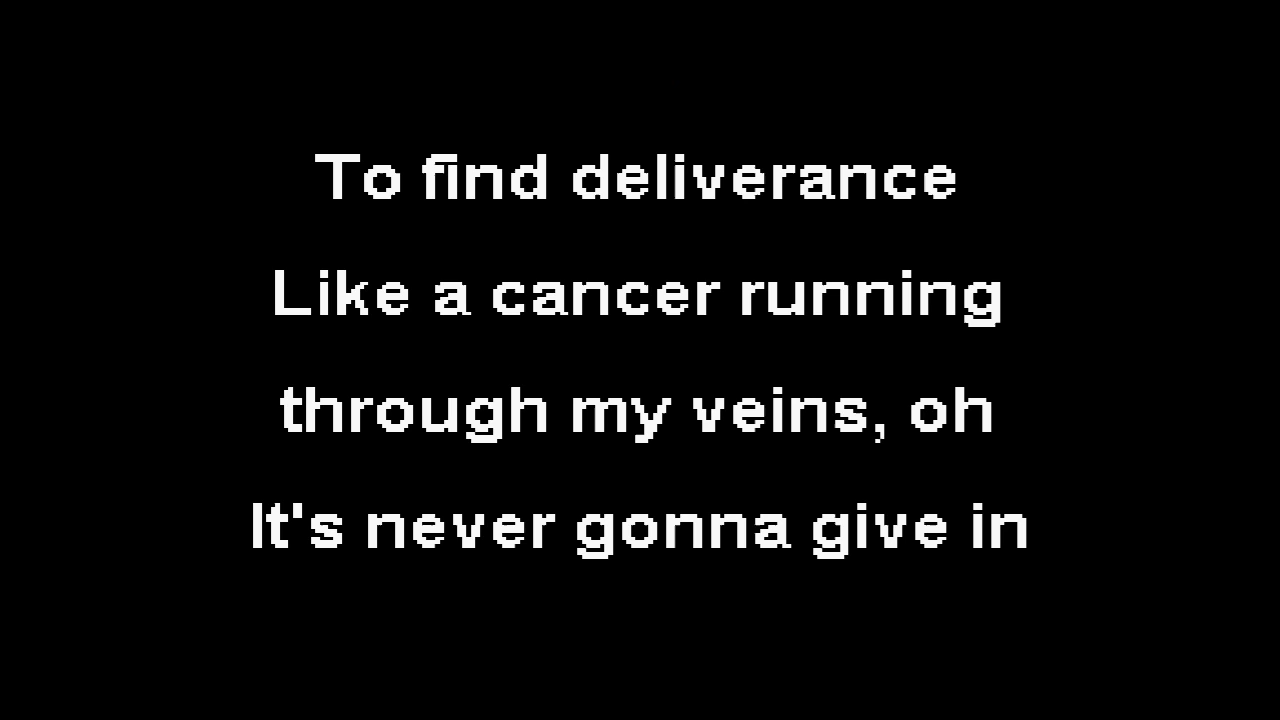 To find deliverance
Like a cancer running
through my veins, oh
It's never gonna give in